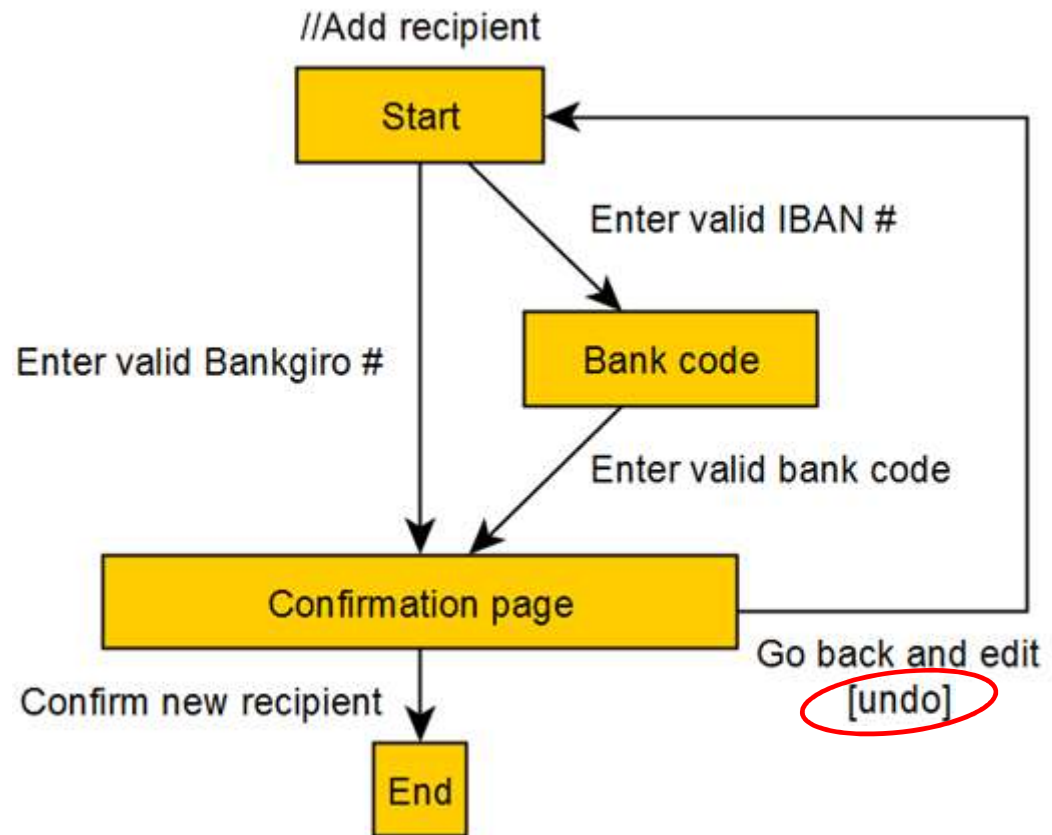 //Add recipient
Start
Enter valid IBAN #
Enter valid Bankgiro #
Bank code
Enter valid bank code
Confirmation page
Go back and edit
[undo]
Confirm new recipient
End